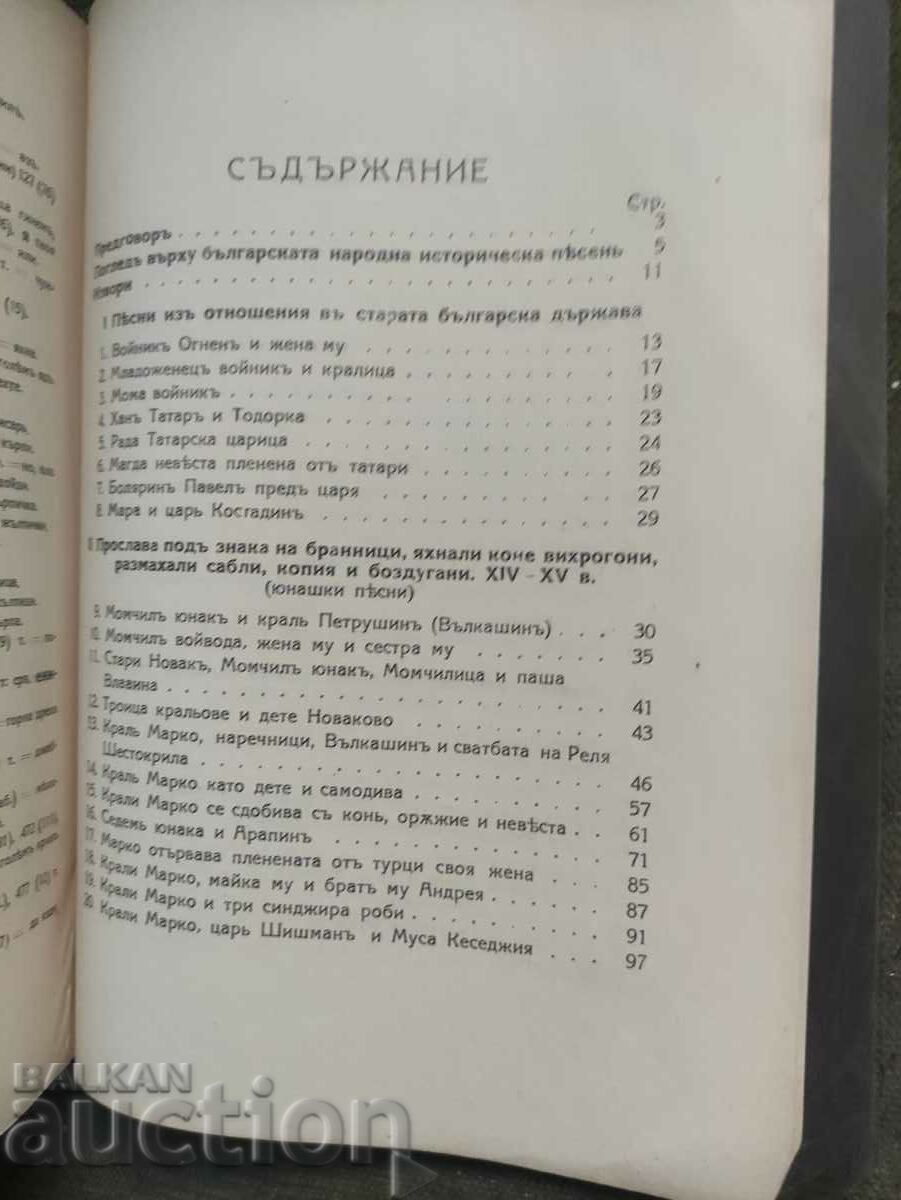 СЪДЪРЖАНИЕ
Стр.
Предговоръ . . . . . . . . . . . . . 3
Погледъ върху българската народна историческа пѣсень 5
Извори . . . . . . . . . . . . . 11
I Пѣсни изъ отношения въ старата българска държава
1. Войникъ Огненъ и жена му . . . . . . . . . 13
2. Младоженецъ войникъ и кралица . . . . . . . 17
3. Мома войникъ . . . . . . . . . . . 19
4. Ханъ Татаръ и Тодорка . . . . . . . . . 23
5. Рада Татарска царица . . . . . . . . . . 24
6. Магда невѣста пленена отъ татари . . . . . . . 26
7. Боляринъ Павелъ предъ царя . . . . . . . . 27
8. Мара и царь Костадинъ . . . . . . . . . 29
II Прослава подъ знака на бранници, яхнали коне вихрогони,
размахали сабли, копия и боздугани. XIV – XV в.
(юнашки пѣсни)
9. Момчилъ юнакъ и краль Петрушинъ (Вълкашинъ) . . . 30
10. Момчилъ войвода, жена му и сестра му . . . . . . 35
11. Стари Новакъ, Момчилъ юнакъ, Момчилица и паша
Влавина . . . . . . . . . . . . . 41
12. Троица кральове и дете Новаково . . . . . . . 43
13. Краль Марко, наречници, Вълкашинъ и сватбата на Реля
Шестокрила . . . . . . . . . . . . 46
14. Краль Марко като дете и самодива . . . . . . . 57
15. Крали Марко се сдобива съ конь, орѫжие и невѣста . . 61
16. Седемь юнака и Арапинъ . . . . . . . . . 71
17. Марко отървава пленената отъ турци своя жена . . . 85
18. Крали Марко, майка му и братъ му Андрея . . . . 87
19. Крали Марко и три синджира роби . . . . . . . 91
20. Крали Марко, царь Шишманъ и Муса Кеседжия . . . 97
BALKAN
auction